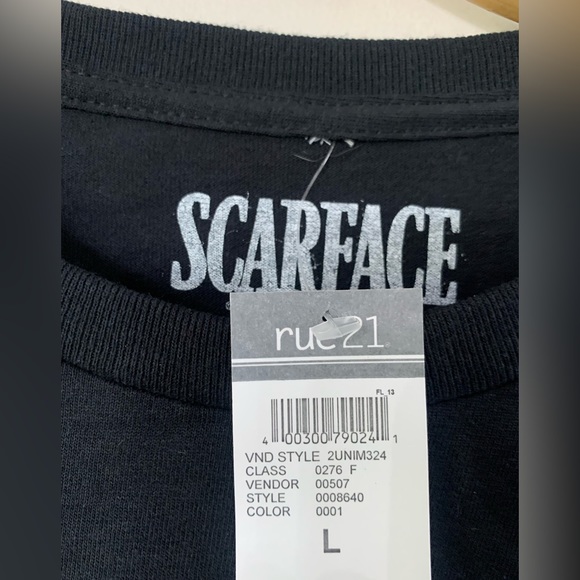 SCARFACE
rue21
FL 13
4 00300 79024 1
VND STYLE 2UNIM324
CLASS 0276 F
VENDOR 00507
STYLE 0008640
COLOR 0001
L